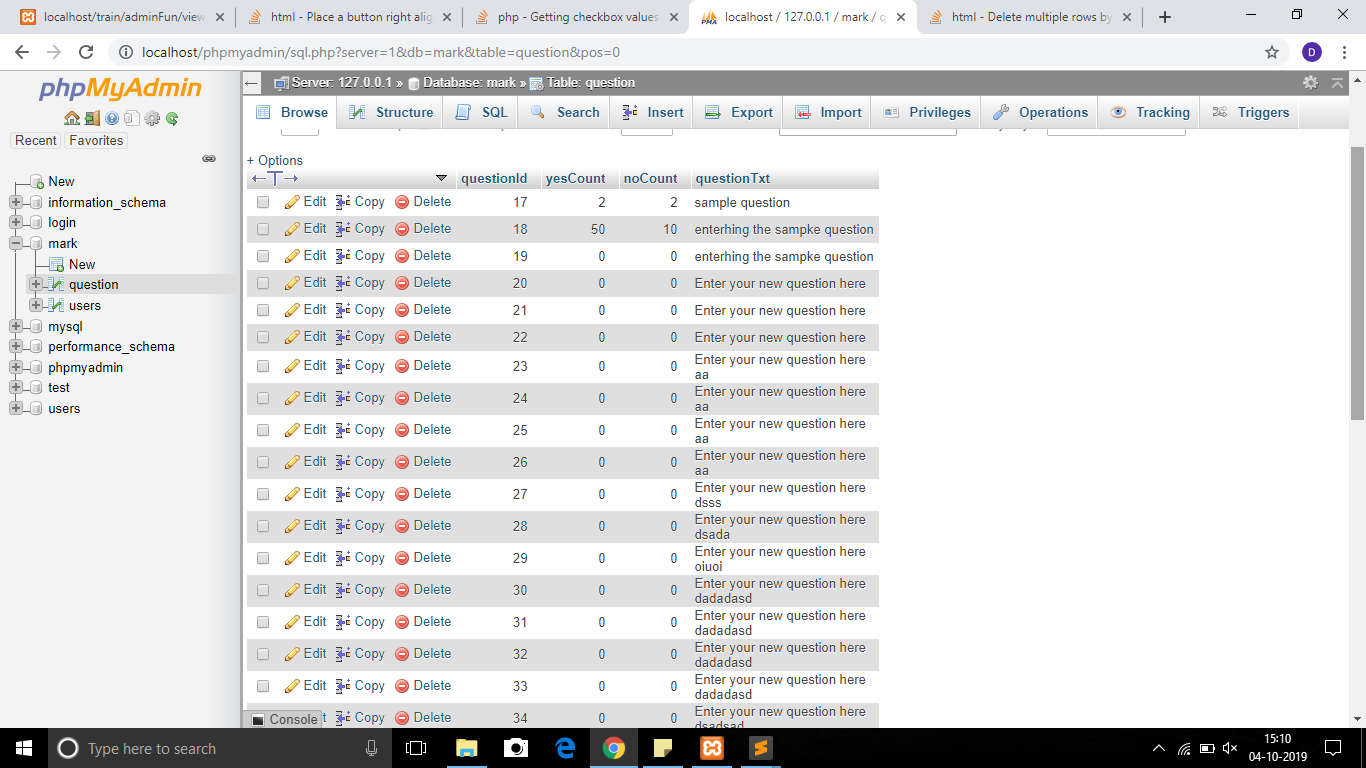 localhost/train/adminFun/view
html - Place a button right alig
php - Getting checkbox values
localhost / 127.0.0.1 / mark / q
html - Delete multiple rows by
localhost/phpmyadmin/sql.php?server=1&db=mark&table=question&pos=0
D
phpMyAdmin
Recent
Favorites
New
information_schema
login
mark
New
question
users
mysql
performance_schema
phpmyadmin
test
users
Server: 127.0.0.1 » Database: mark » Table: question
Browse Structure SQL Search Insert Export Import Privileges Operations Tracking Triggers
+ Options
←T→ questionId yesCount noCount questionTxt
Edit Copy Delete 17 2 2 sample question
Edit Copy Delete 18 50 10 enterhing the sampke question
Edit Copy Delete 19 0 0 enterhing the sampke question
Edit Copy Delete 20 0 0 Enter your new question here
Edit Copy Delete 21 0 0 Enter your new question here
Edit Copy Delete 22 0 0 Enter your new question here
Edit Copy Delete 23 0 0 Enter your new question here
aa
Edit Copy Delete 24 0 0 Enter your new question here
aa
Edit Copy Delete 25 0 0 Enter your new question here
aa
Edit Copy Delete 26 0 0 Enter your new question here
aa
Edit Copy Delete 27 0 0 Enter your new question here
dsss
Edit Copy Delete 28 0 0 Enter your new question here
dsada
Edit Copy Delete 29 0 0 Enter your new question here
oiuoi
Edit Copy Delete 30 0 0 Enter your new question here
dadadasd
Edit Copy Delete 31 0 0 Enter your new question here
dadadasd
Edit Copy Delete 32 0 0 Enter your new question here
dadadasd
Edit Copy Delete 33 0 0 Enter your new question here
dadadasd
Copy Delete 34 0 0 Enter your new question here
dsadsad
Console
Type here to search
15:10
04-10-2019